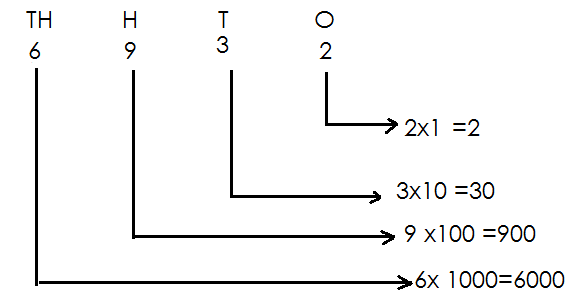 TH H T O
6 9 3 2
2x1 =2
3x10 =30
9 x100 =900
6x 1000=6000